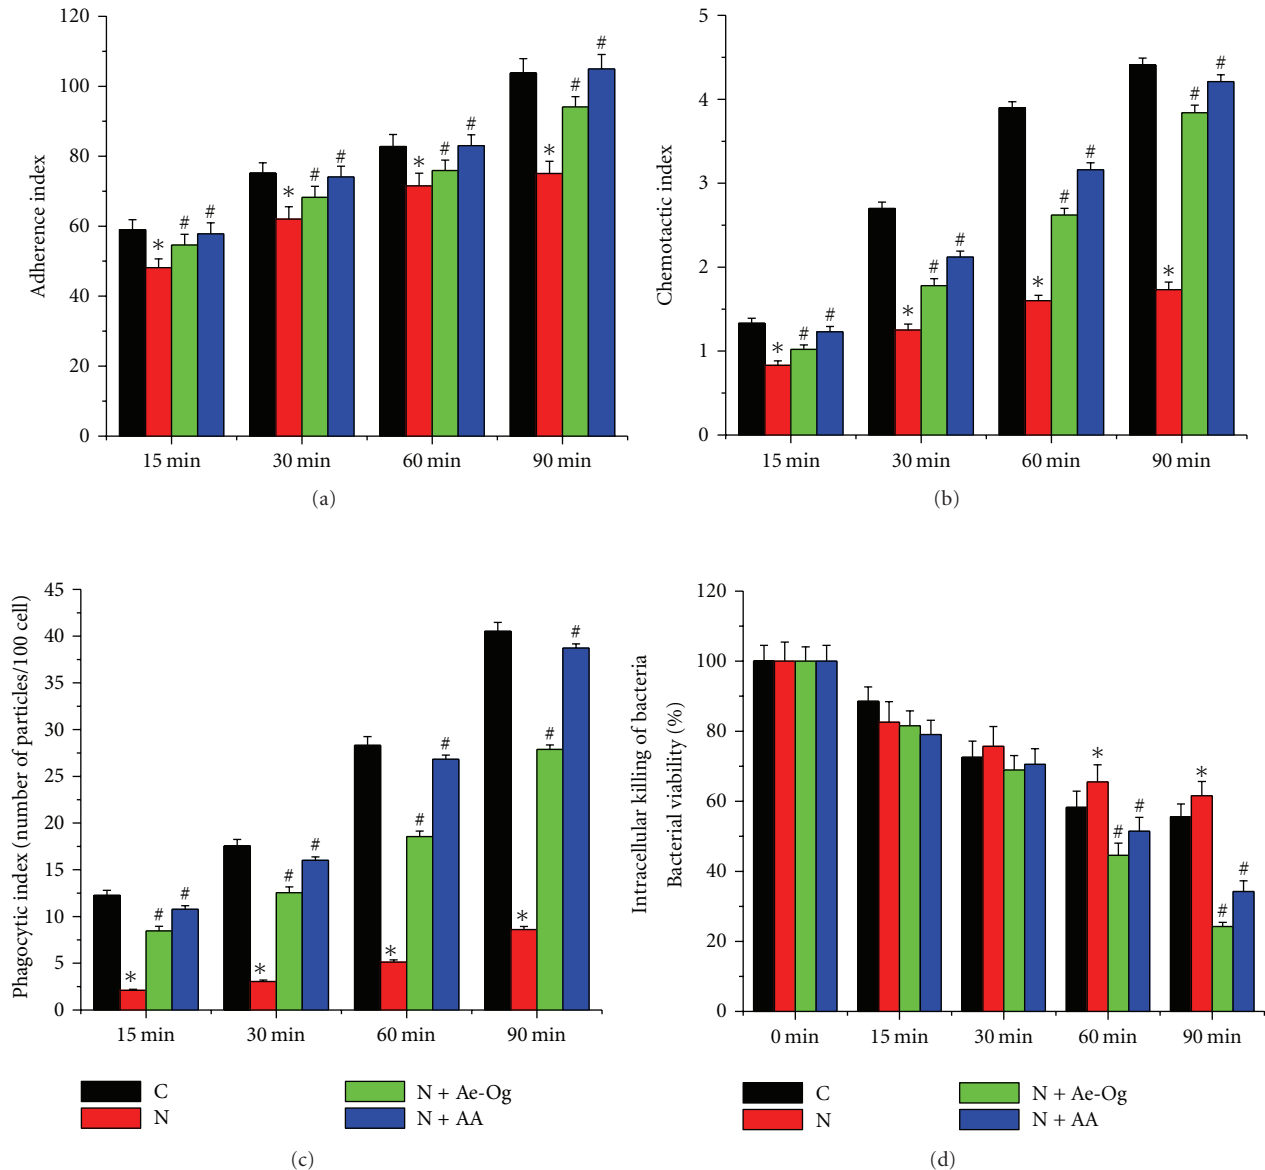 120
100
80
60
40
20
0
Adherence index
* # #
* # #
* # #
* # #
15 min 30 min 60 min 90 min
(a)
5
4
3
2
1
0
Chemotactic index
* # #
* # #
* # #
* # #
15 min 30 min 60 min 90 min
(b)
45
40
35
30
25
20
15
10
5
0
Phagocytic index (number of particles/100 cell)
* # #
* # #
* # #
* # #
15 min 30 min 60 min 90 min
C
N
N + Ae-Og
N + AA
(c)
120
100
80
60
40
20
0
Intracellular killing of bacteria
Bacterial viability (%)
* # #
* # #
0 min 15 min 30 min 60 min 90 min
C
N
N + Ae-Og
N + AA
(d)